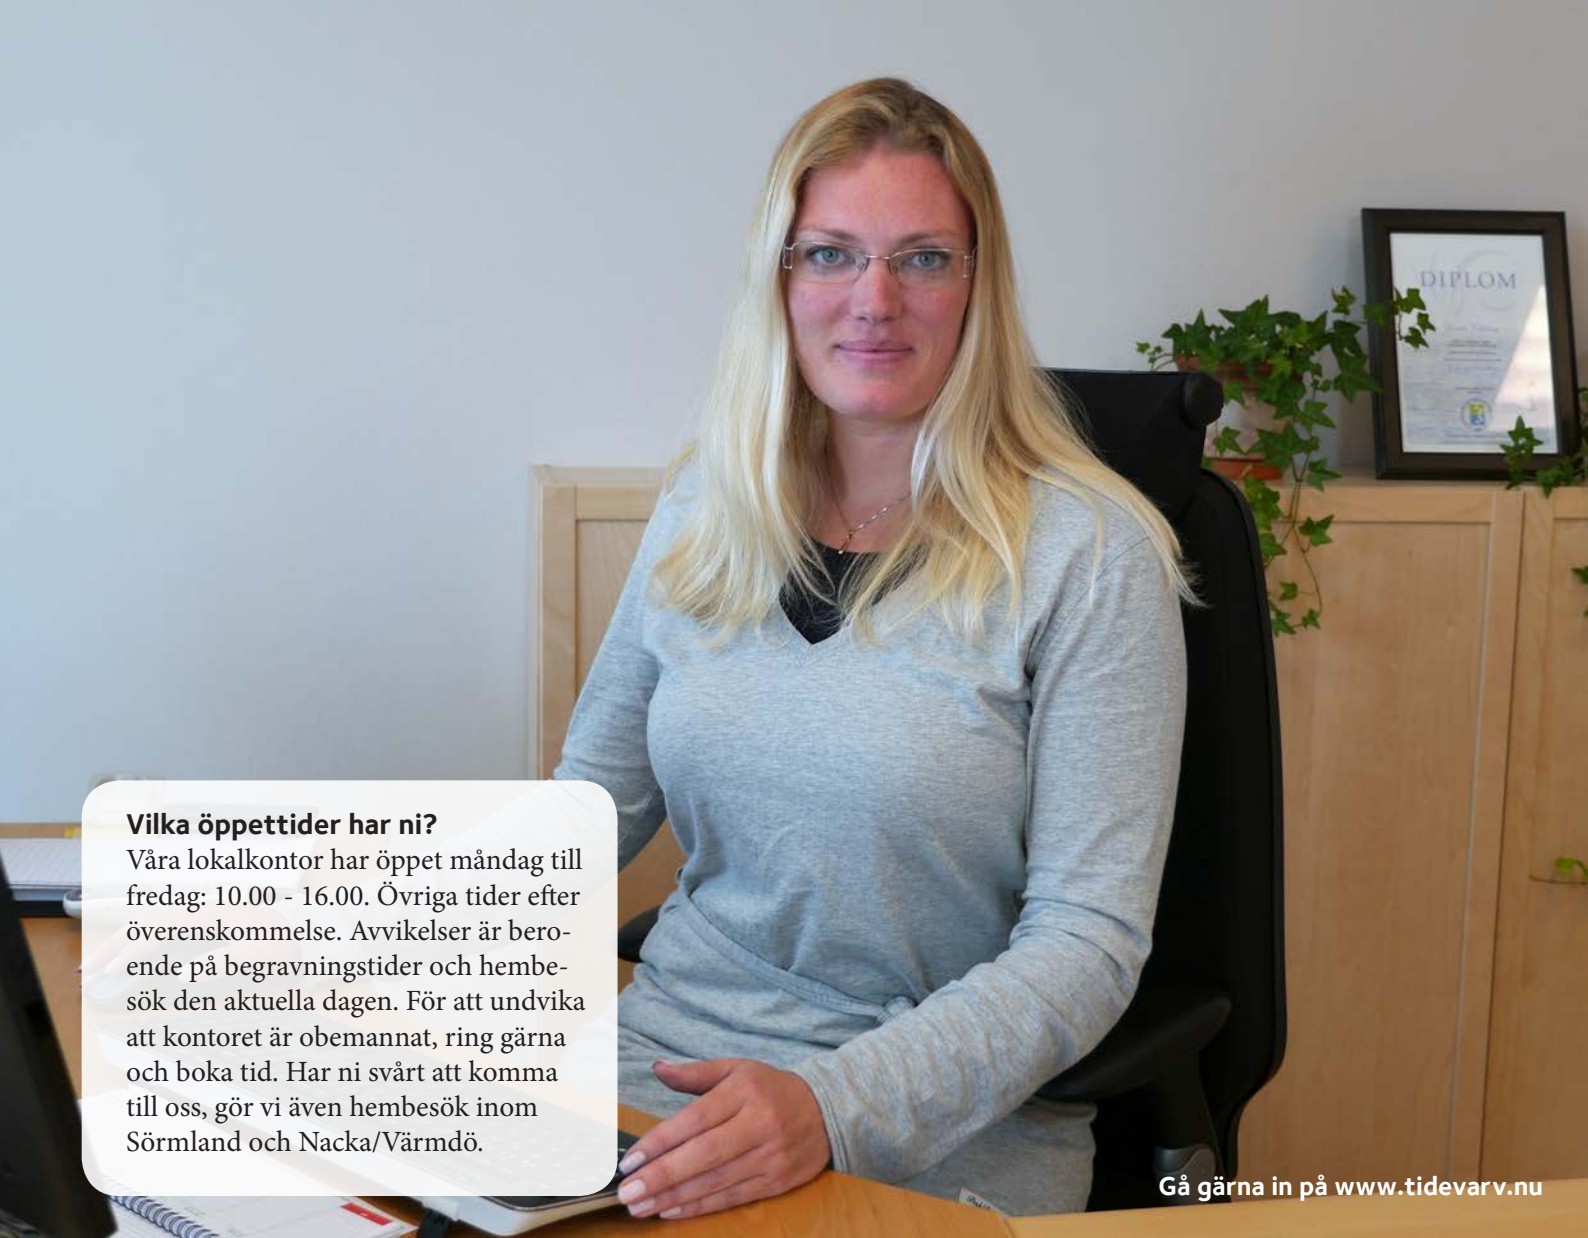 DIPLOM
Vilka öppettider har ni?
Våra lokalkontor har öppet måndag till
fredag: 10.00 - 16.00. Övriga tider efter
överenskommelse. Avvikelser är bero-
ende på begravningstider och hembe-
sök den aktuella dagen. För att undvika
att kontoret är obemannat, ring gärna
och boka tid. Har ni svårt att komma
till oss, gör vi även hembesök inom
Sörmland och Nacka/Värmdö.
Gå gärna in på www.tidevarv.nu